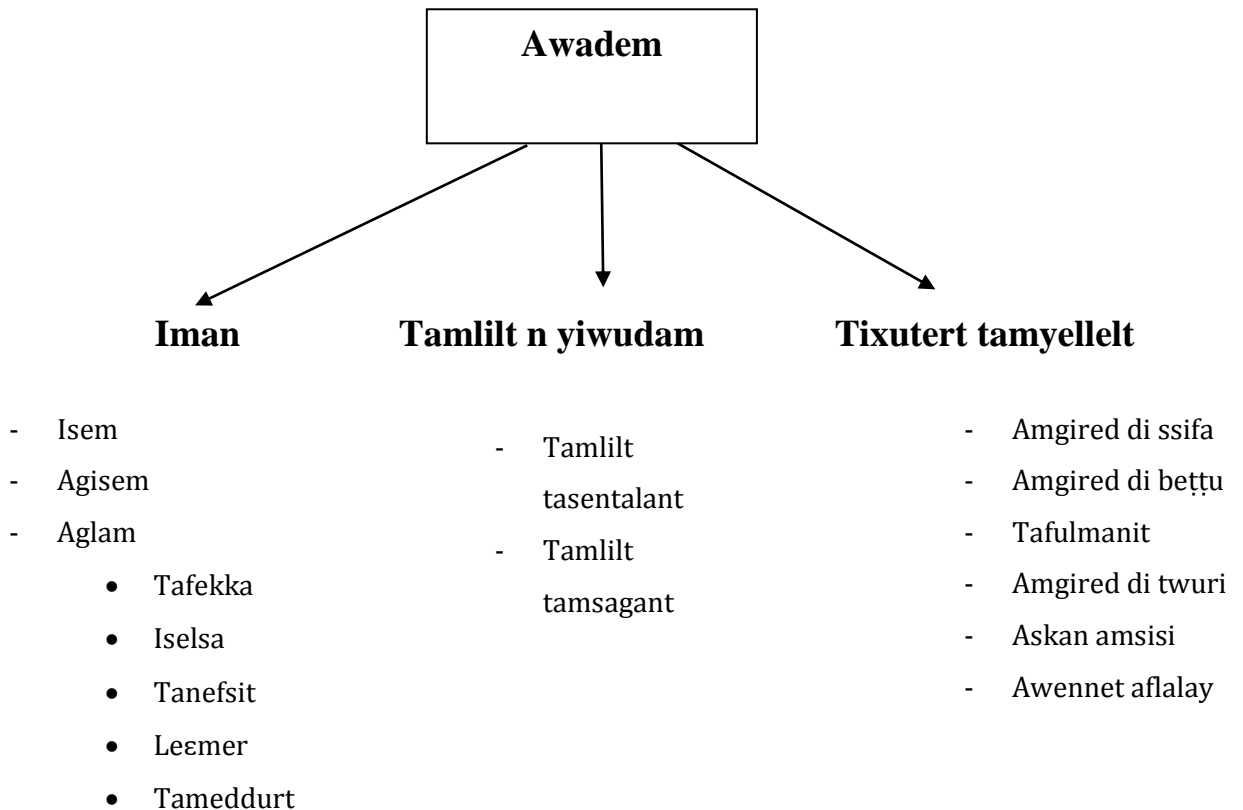 Awadem
Iman
Tamlilt n yiwudam
Tixutert tamyellelt
- Isem
- Agisem
- Aglam
• Tafekka
• Iselsa
• Tanefsit
• Leɛmer
• Tameddurt
- Tamlilt
tasentalant
- Tamlilt
tamsagant
- Amgired di ssifa
- Amgired di beṭṭu
- Tafulmanit
- Amgired di twuri
- Askan amsisi
- Awennet aflalay